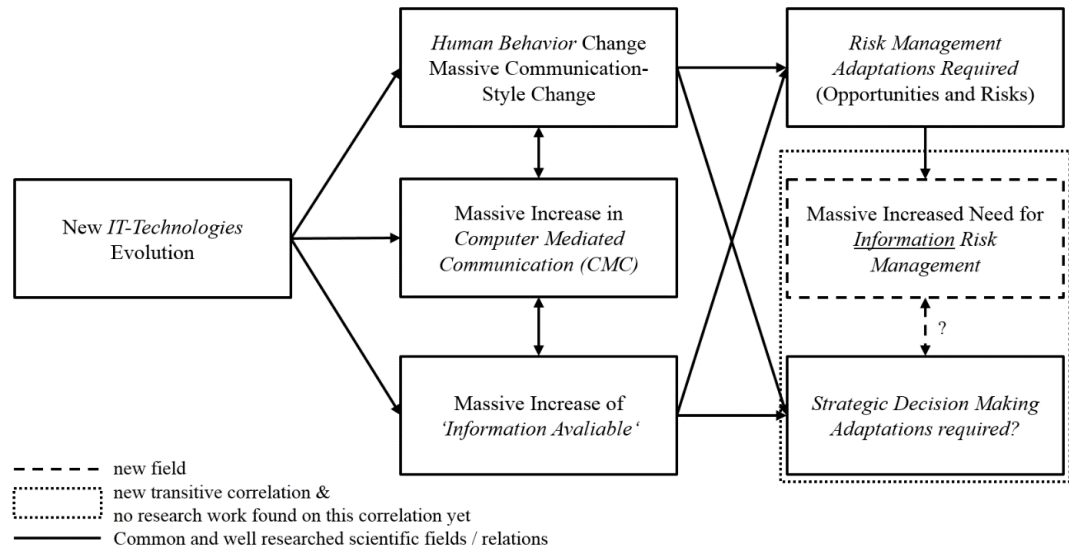 Human Behavior Change
Massive Communication-
Style Change
Risk Management
Adaptations Required
(Opportunities and Risks)
New IT-Technologies
Evolution
Massive Increase in
Computer Mediated
Communication (CMC)
Massive Increased Need for
Information Risk
Management
?
Massive Increase of
‘Information Avaliable‘
Strategic Decision Making
Adaptations required?
new field
new transitive correlation &
no research work found on this correlation yet
Common and well researched scientific fields / relations